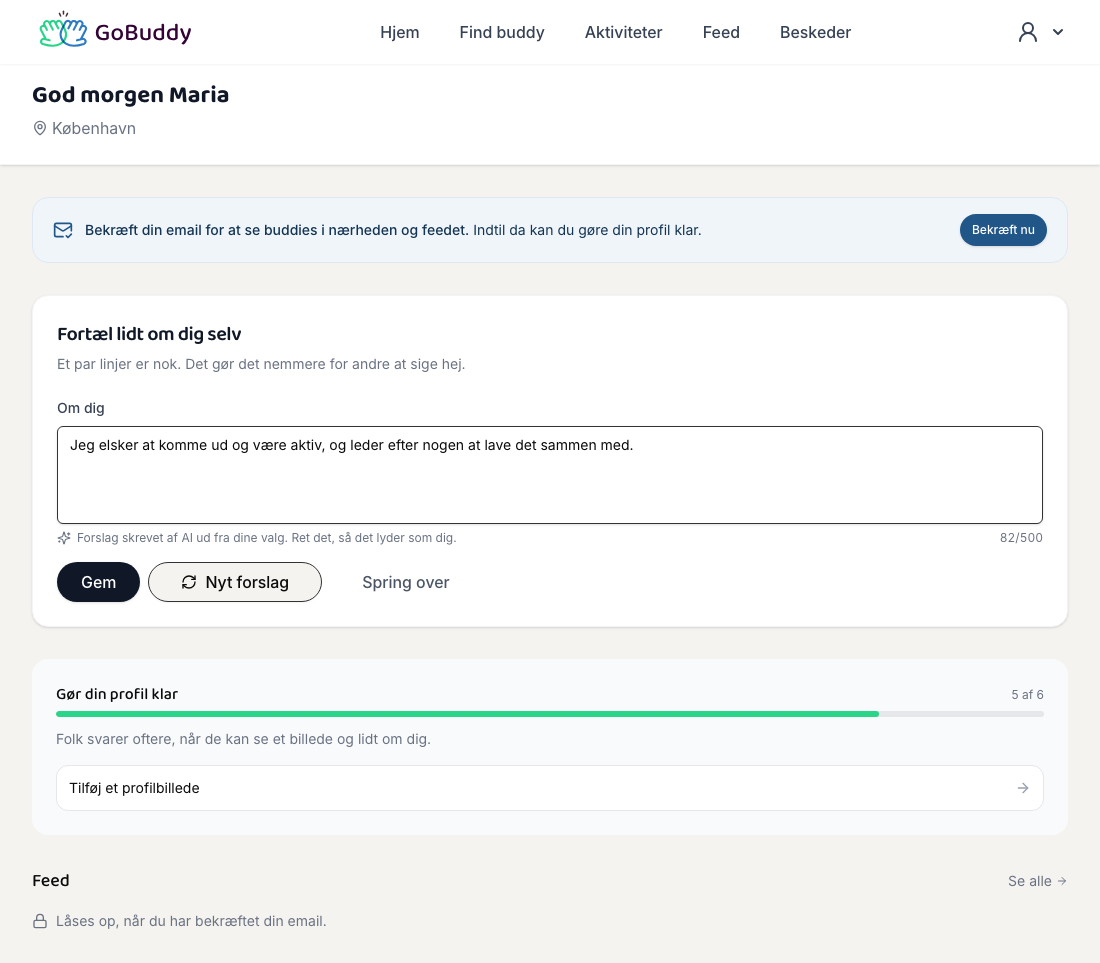 GoBuddy
Hjem
Find buddy
Aktiviteter
Feed
Beskeder
God morgen Maria
København
Bekræft din email for at se buddies i nærheden og feedet. Indtil da kan du gøre din profil klar.
Bekræft nu
Fortæl lidt om dig selv
Et par linjer er nok. Det gør det nemmere for andre at sige hej.
Om dig
Jeg elsker at komme ud og være aktiv, og leder efter nogen at lave det sammen med.
Forslag skrevet af AI ud fra dine valg. Ret det, så det lyder som dig.
82/500
Gem
Nyt forslag
Spring over
Gør din profil klar
5 af 6
Folk svarer oftere, når de kan se et billede og lidt om dig.
Tilføj et profilbillede
Feed
Se alle
Låses op, når du har bekræftet din email.